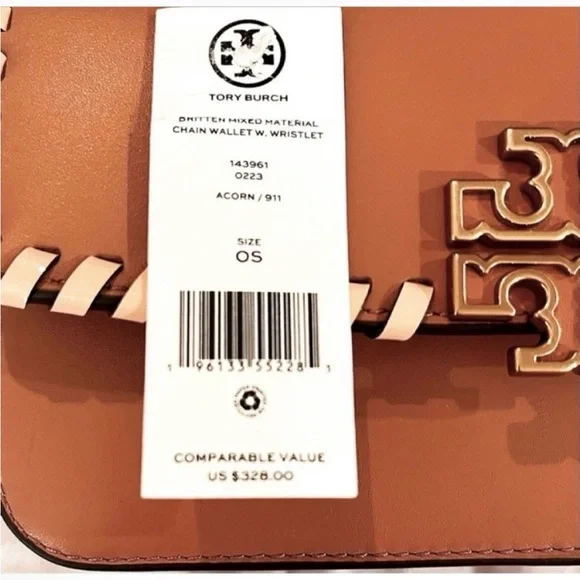 TORY BURCH
BRITTEN MIXED MATERIAL
CHAIN WALLET W. WRISTLET
143961
0223
ACORN / 911
SIZE
OS
1 96133 55228 1
COMPARABLE VALUE
US $328.00